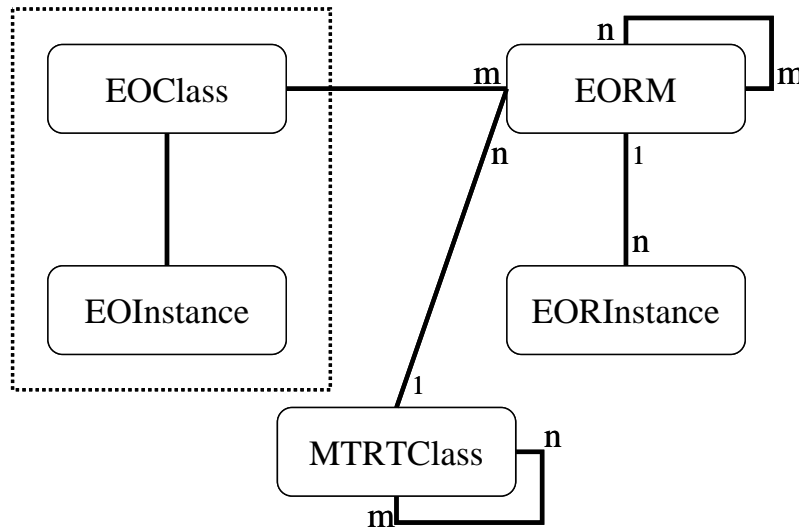 n
EOClass
m
EORM
m
n
1
n
EOInstance
EORInstance
1
MTRTClass
n
m